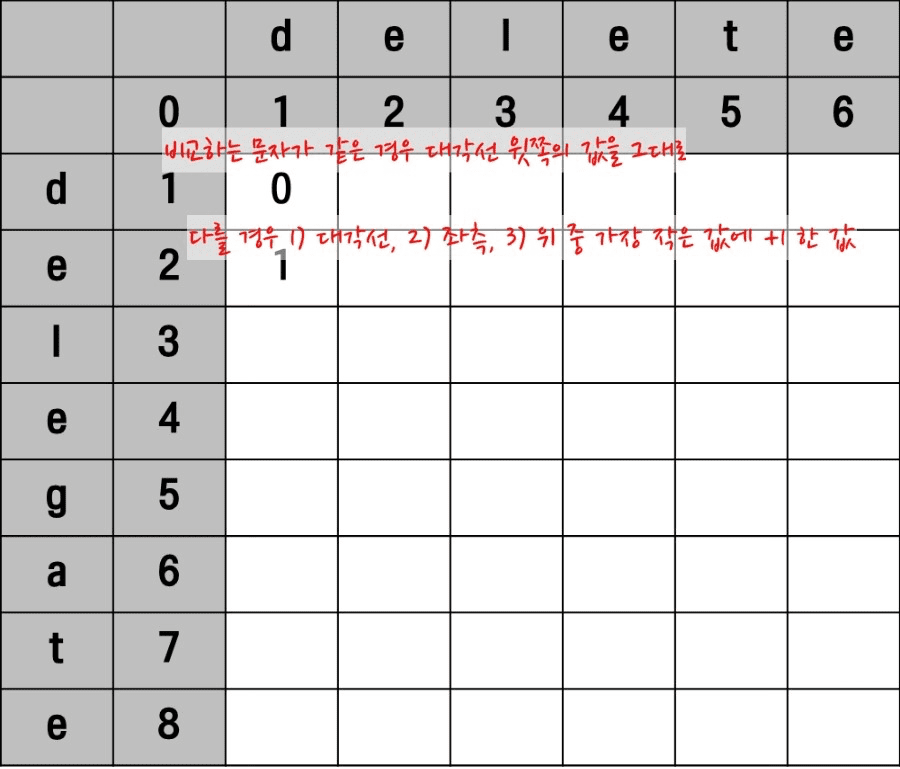 d e l e t e
0 1 2 3 4 5 6
비교하는 문자가 같은 경우 대각선 윗쪽의 값을 그대로
d 1 0
다를 경우 1) 대각선, 2) 좌측, 3) 위 중 가장 작은 값에 +1 한 값
e 2 1
l 3
e 4
g 5
a 6
t 7
e 8